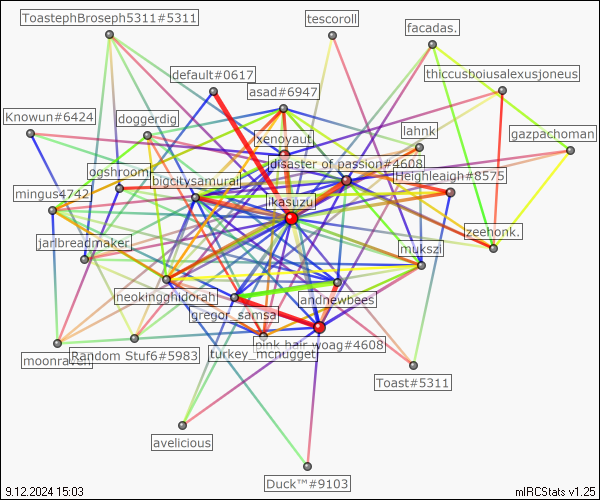 ToastephBroseph5311#5311
tescoroll
facadas.
default#0617
thiccusboiusalexusjoneus
asad#6947
Knowun#6424
doggerdig
lahnk
gazpachoman
xenoyaut
disaster of passion#4608
ogshroom
bigcitysamurai
Heighleagh#8575
mingus4742
ikasuzu
zeehonk.
jarlbreadmaker
mukszi
neokingghidorah
andnewbees
gregor_samsa
pink hair woag#4608
turkey_mcnugget
moonraven
Random Stuf6#5983
Toast#5311
avelicious
Duck™#9103
9.12.2024 15:03
mIRCStats v1.25